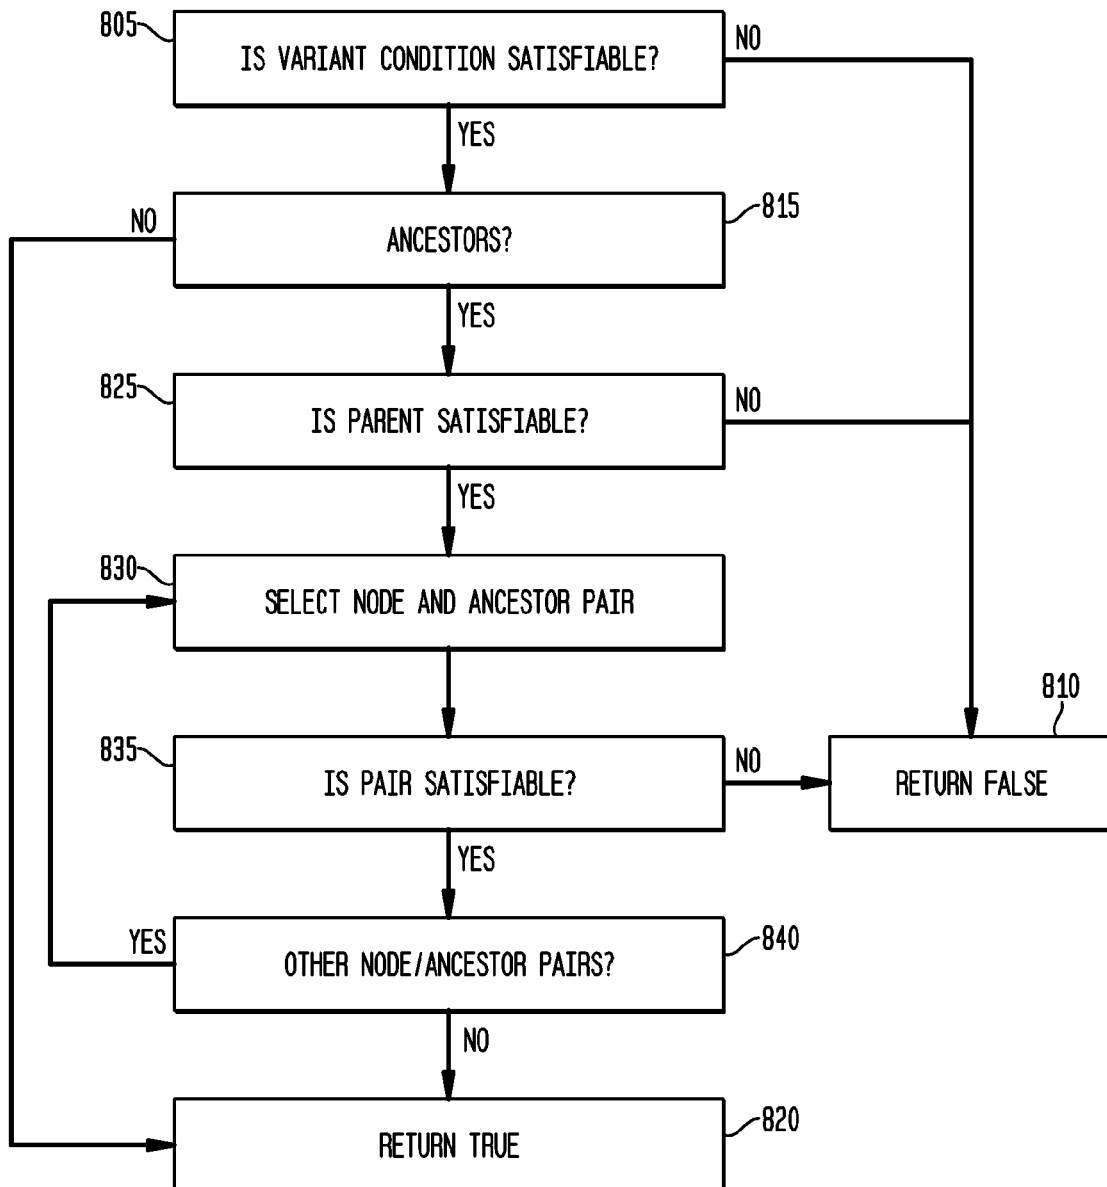 805
IS VARIANT CONDITION SATISFIABLE?
NO
YES
NO
815
ANCESTORS?
YES
825
IS PARENT SATISFIABLE?
NO
YES
830
SELECT NODE AND ANCESTOR PAIR
835
IS PAIR SATISFIABLE?
NO
810
RETURN FALSE
YES
YES
840
OTHER NODE/ANCESTOR PAIRS?
NO
820
RETURN TRUE